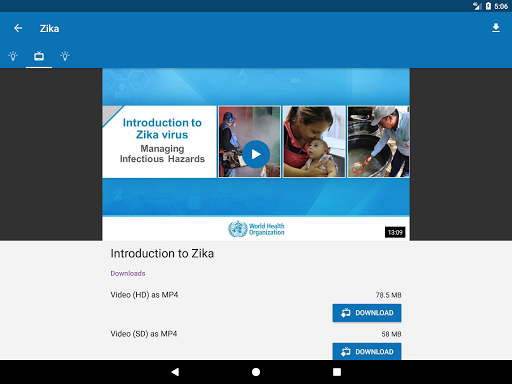 5:06
Zika
Introduction to
Zika virus
Managing
Infectious Hazards
World Health
Organization
13:09
Introduction to Zika
Downloads
Video (HD) as MP4
78.5 MB
DOWNLOAD
Video (SD) as MP4
58 MB
DOWNLOAD